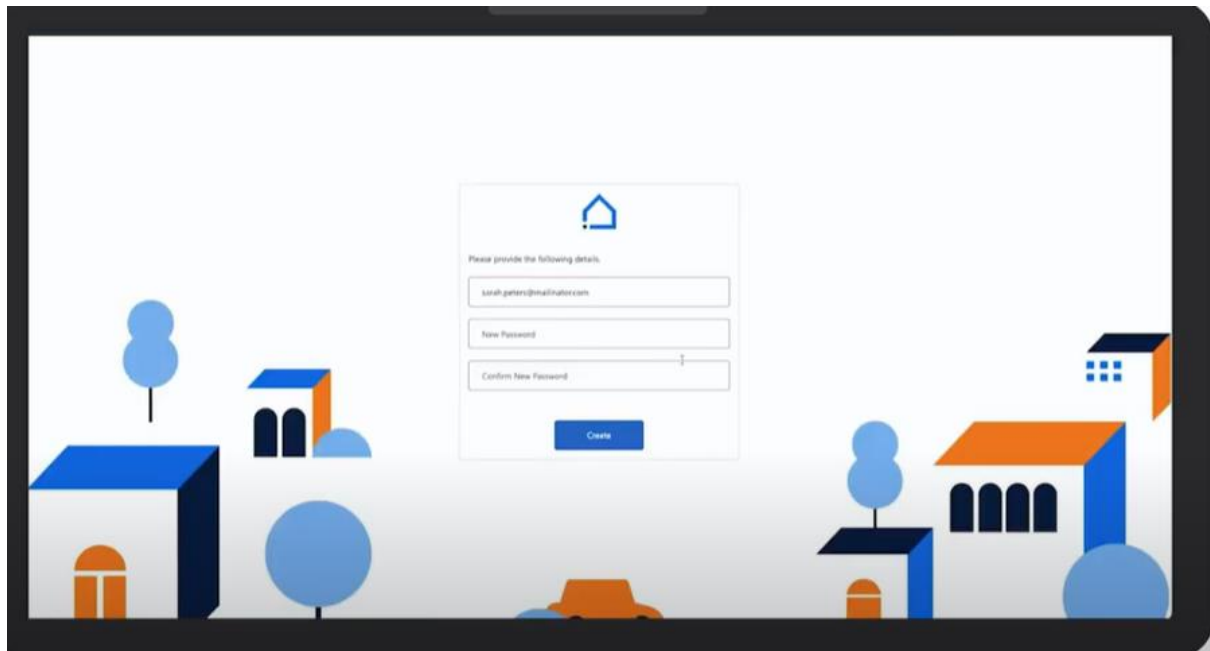 Please provide the following details.
sarah.peters@mailinator.com
New Password
Confirm New Password
Create